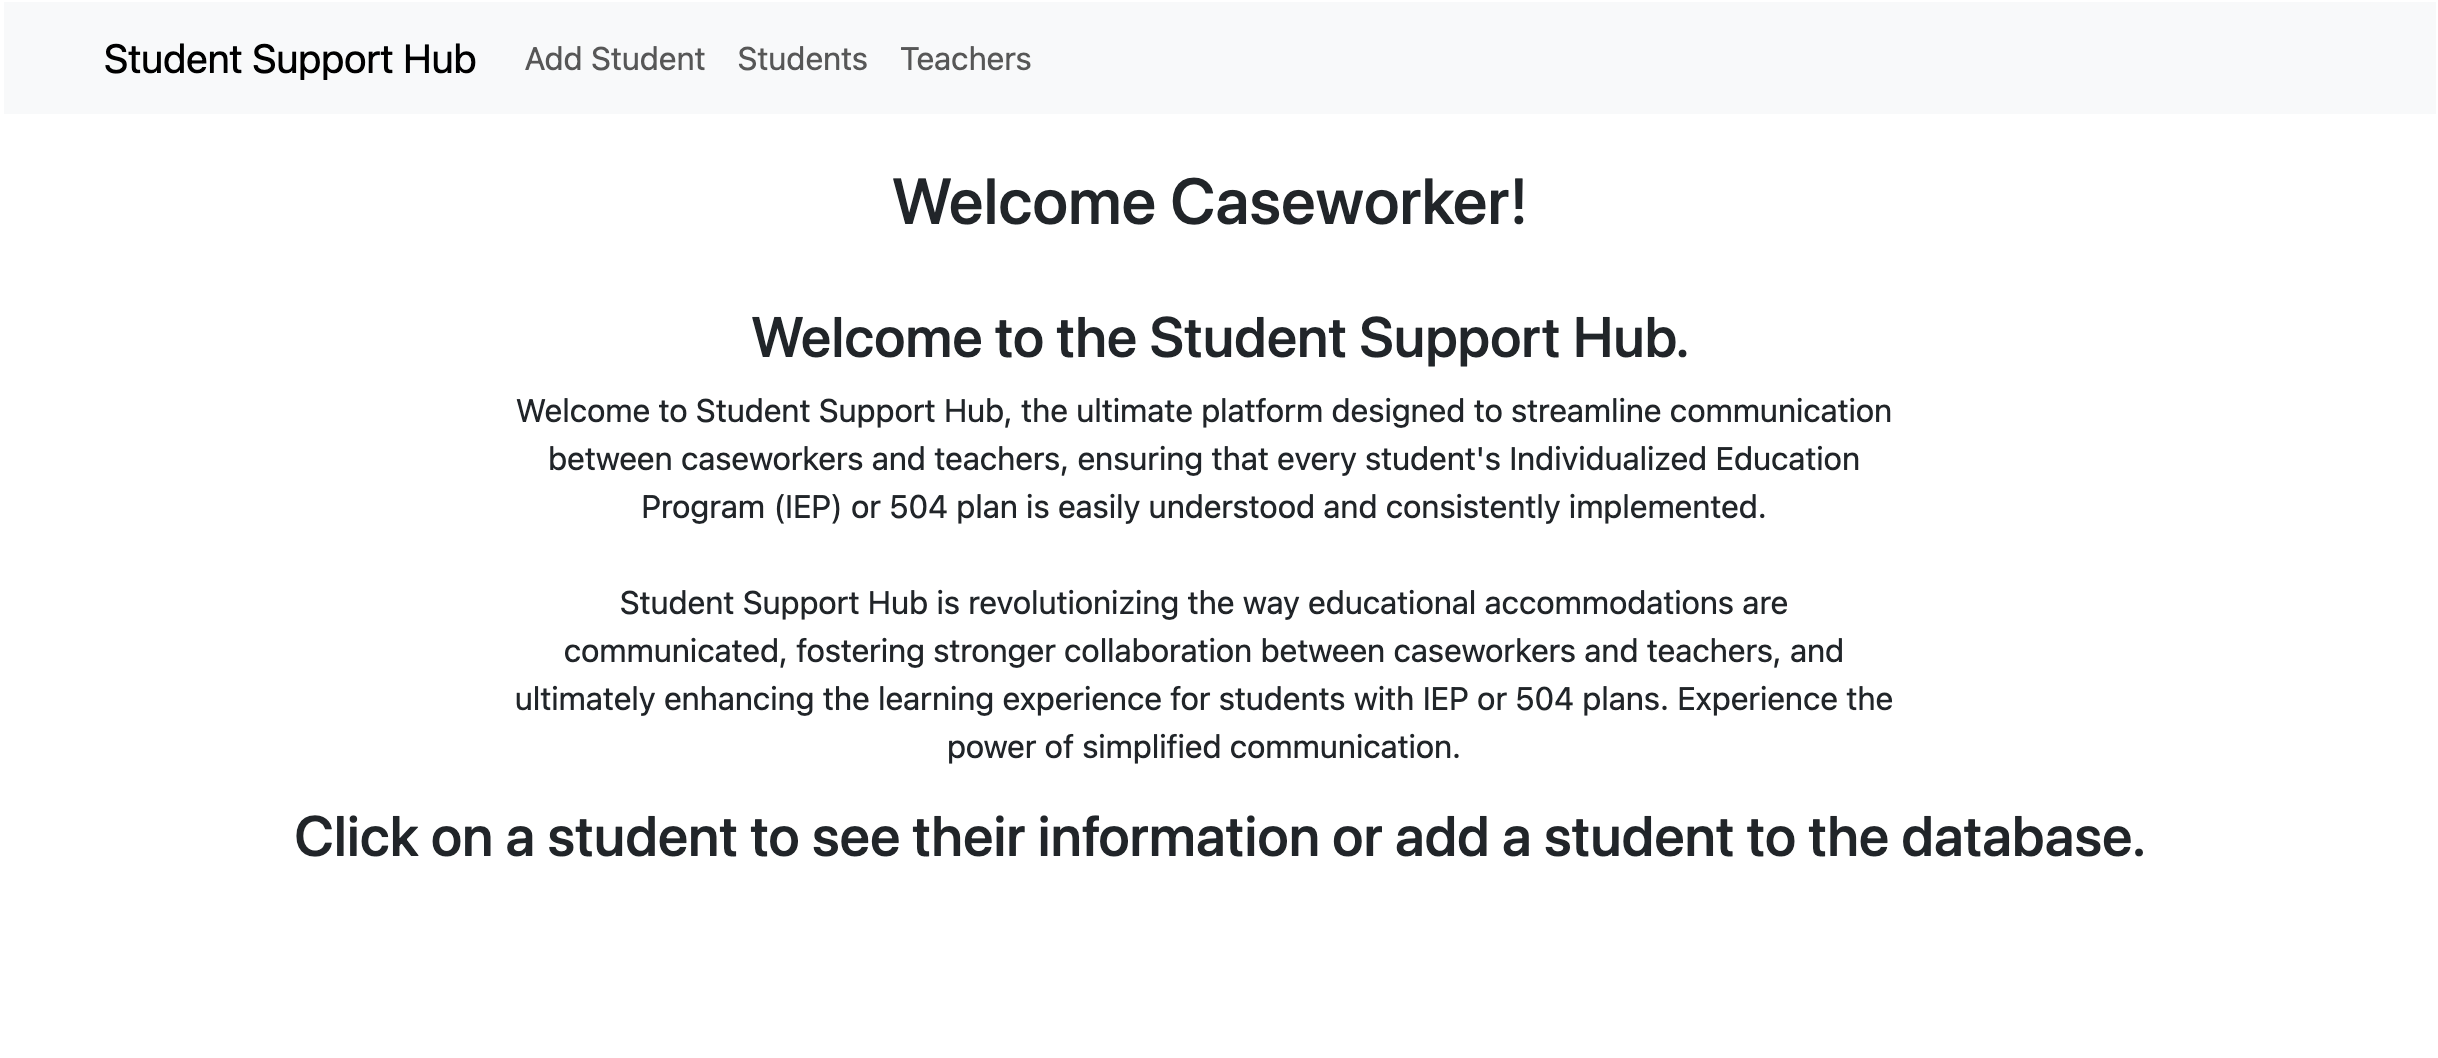 Student Support Hub Add Student Students Teachers
Welcome Caseworker!
Welcome to the Student Support Hub.
Welcome to Student Support Hub, the ultimate platform designed to streamline communication
between caseworkers and teachers, ensuring that every student's Individualized Education
Program (IEP) or 504 plan is easily understood and consistently implemented.
Student Support Hub is revolutionizing the way educational accommodations are
communicated, fostering stronger collaboration between caseworkers and teachers, and
ultimately enhancing the learning experience for students with IEP or 504 plans. Experience the
power of simplified communication.
Click on a student to see their information or add a student to the database.